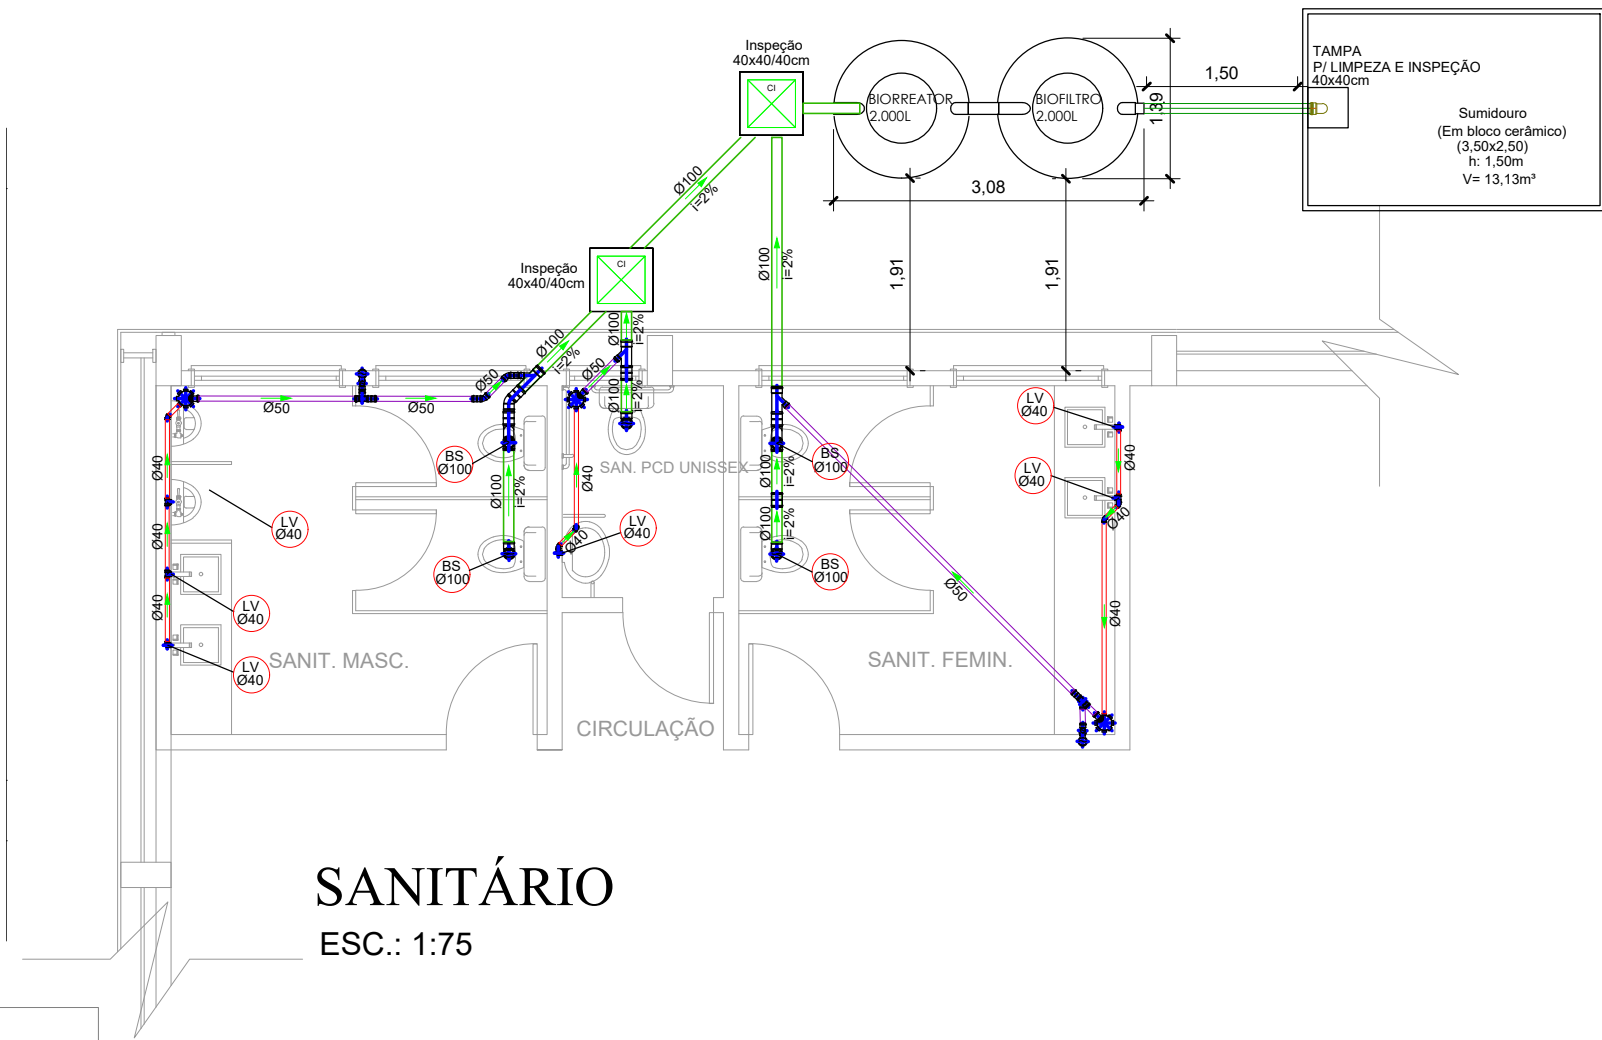 Inspeção
40x40/40cm
CI
BIORREATOR
2.000L
BIOFILTRO
2.000L
1,39
1,50
TAMPA
P/ LIMPEZA E INSPEÇÃO
40x40cm
Sumidouro
(Em bloco cerâmico)
(3,50x2,50)
h: 1,50m
V= 13,13m³
3,08
Ø100
i=2%
Inspeção
40x40/40cm
CI
Ø100
i=2%
1,91
1,91
Ø100
i=2%
Ø100
i=2%
Ø50
Ø50
Ø50
Ø50
Ø100
i=2%
LV
Ø40
BS
Ø100
SAN. PCD UNISSEX
BS
Ø100
LV
Ø40
Ø40
Ø40
Ø100
i=2%
Ø40
Ø100
i=2%
Ø40
LV
Ø40
LV
Ø40
Ø40
Ø40
Ø100
i=2%
BS
Ø100
BS
Ø100
LV
Ø40
Ø40
Ø50
Ø40
LV
Ø40
SANIT. MASC.
SANIT. FEMIN.
CIRCULAÇÃO
SANITÁRIO
ESC.: 1:75